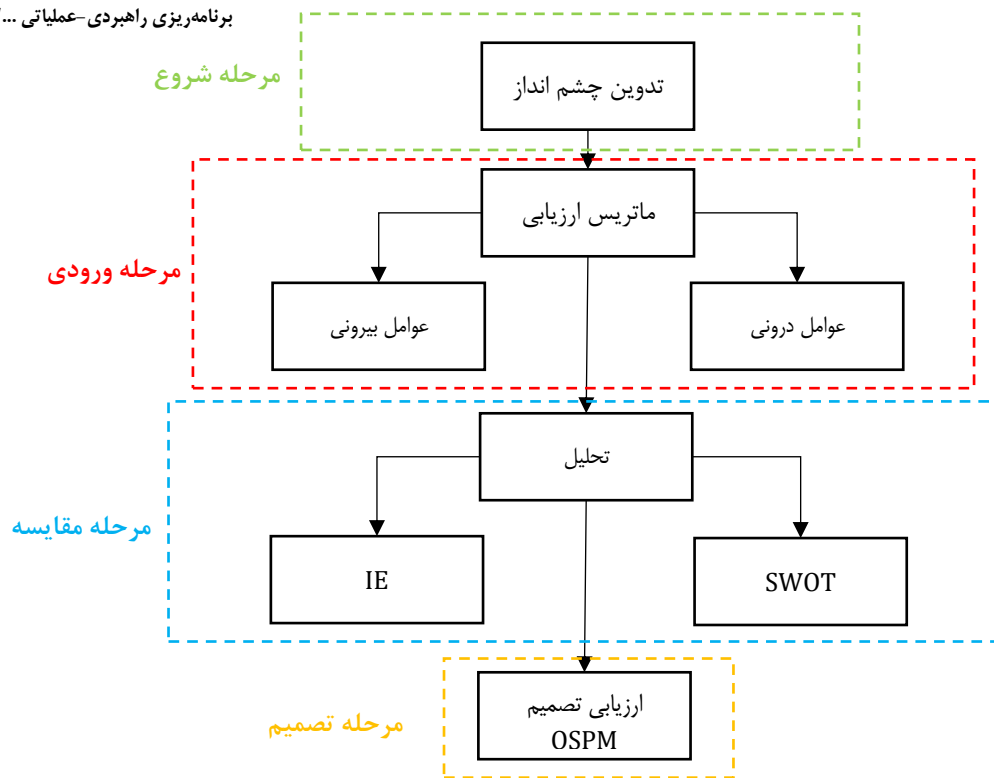 برنامه‌ریزی راهبردی-عملیاتی ...
مرحله شروع
تدوین چشم انداز
ماتریس ارزیابی
مرحله ورودی
عوامل درونی
عوامل بیرونی
تحلیل
مرحله مقایسه
SWOT
IE
ارزیابی تصمیم
OSPM
مرحله تصمیم